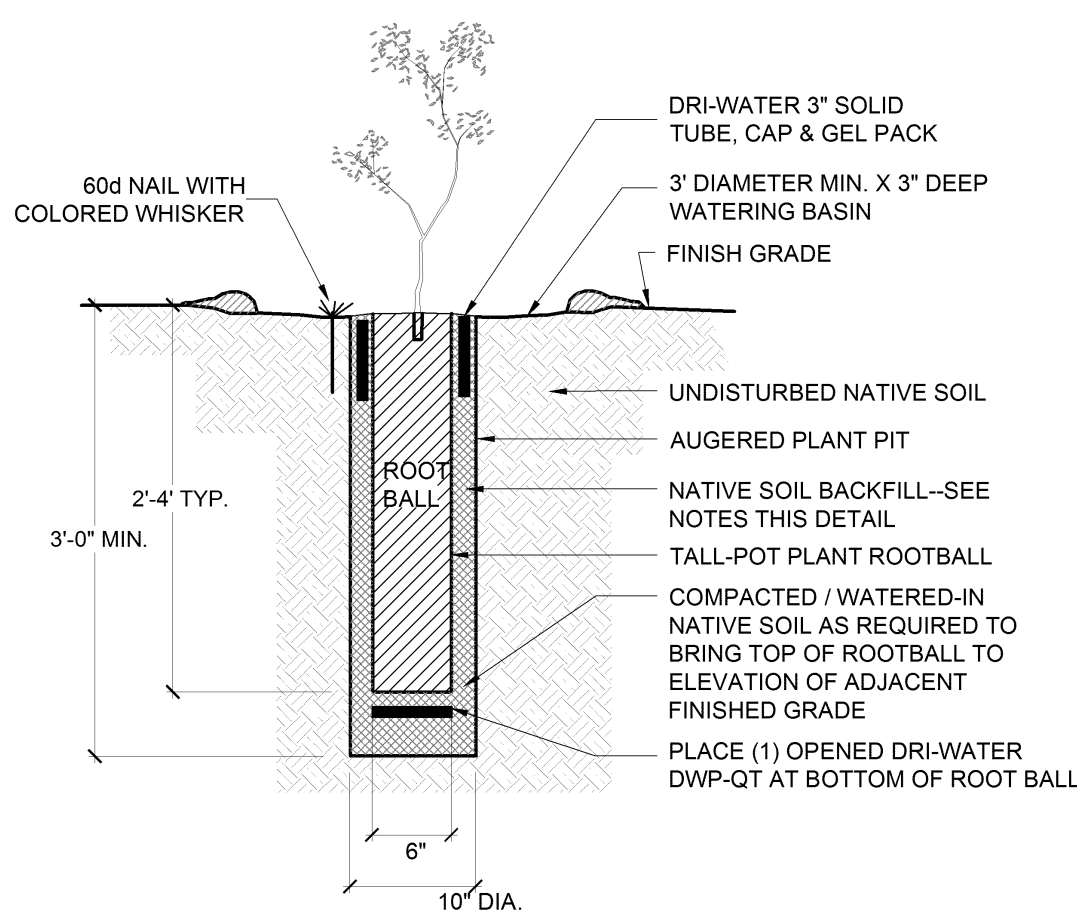 DRI-WATER 3" SOLID
TUBE, CAP & GEL PACK
60d NAIL WITH
COLORED WHISKER
3' DIAMETER MIN. X 3" DEEP
WATERING BASIN
FINISH GRADE
UNDISTURBED NATIVE SOIL
AUGERED PLANT PIT
ROOT
BALL
2'-4' TYP.
3'-0" MIN.
NATIVE SOIL BACKFILL--SEE
NOTES THIS DETAIL
TALL-POT PLANT ROOTBALL
COMPACTED / WATERED-IN
NATIVE SOIL AS REQUIRED TO
BRING TOP OF ROOTBALL TO
ELEVATION OF ADJACENT
FINISHED GRADE
PLACE (1) OPENED DRI-WATER
DWP-QT AT BOTTOM OF ROOT BALL
6"
10" DIA.